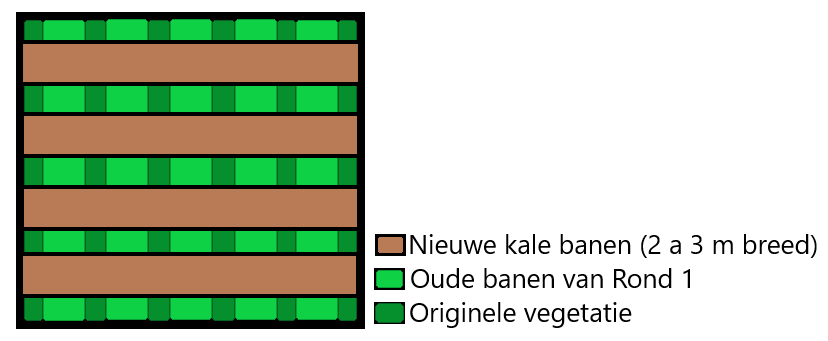 Nieuwe kale banen (2 a 3 m breed)
Oude banen van Rond 1
Originele vegetatie